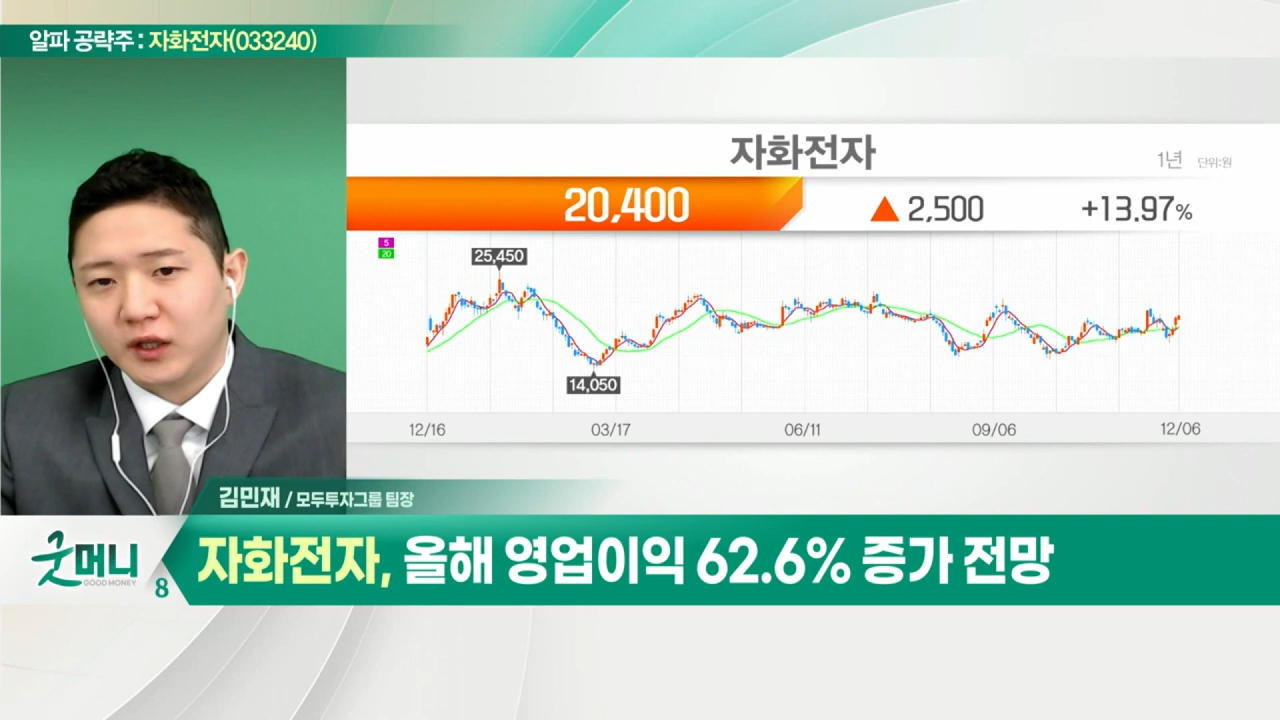 알파 공략주 : 자화전자(033240)
자화전자
1년 단위:원
20,400 ▲ 2,500 +13.97%
5
20
25,450
14,050
12/16 03/17 06/11 09/06 12/06
김민재 / 모두투자그룹 팀장
굿머니
GOOD MONEY
8
자화전자, 올해 영업이익 62.6% 증가 전망